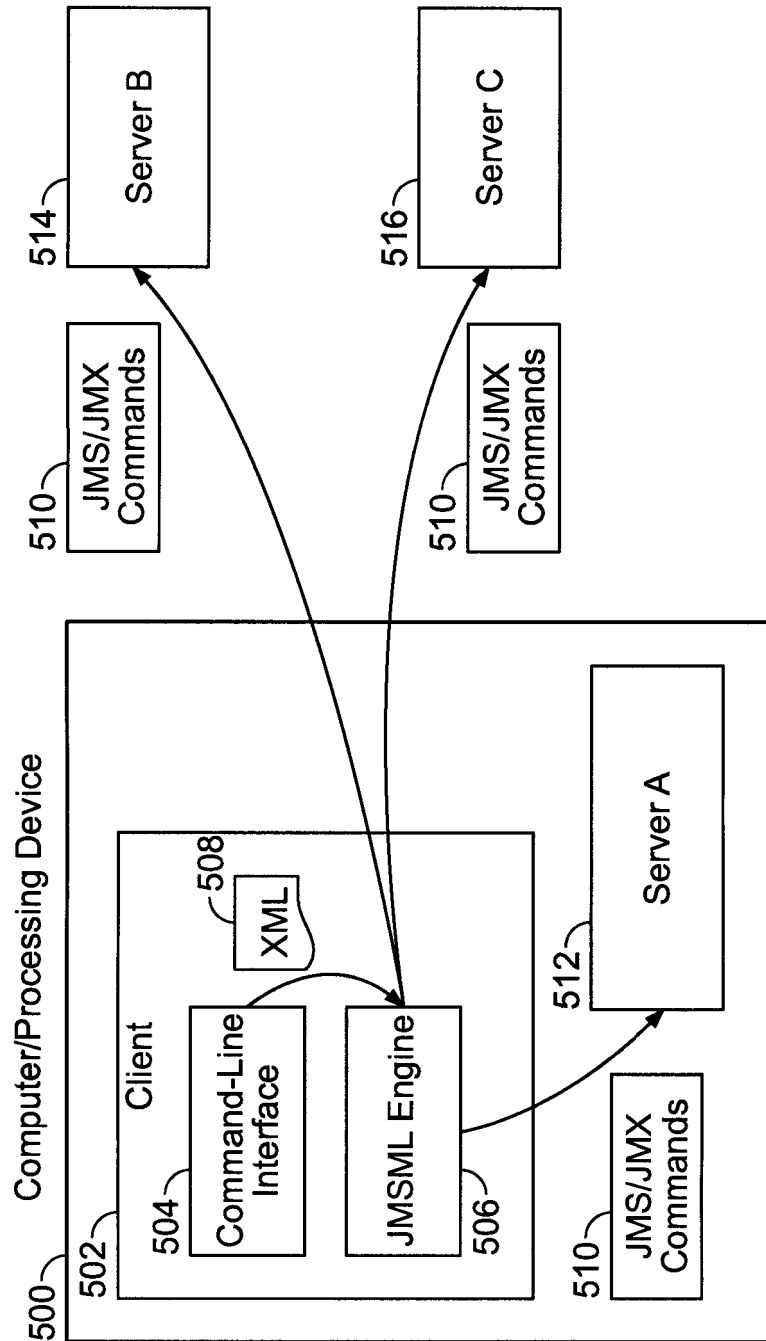 Computer/Processing Device
500
Client
502
508
XML
504
Command-Line
Interface
JMSML Engine
506
510
JMS/JMX
Commands
512
Server A
510
JMS/JMX
Commands
514
Server B
510
JMS/JMX
Commands
516
Server C